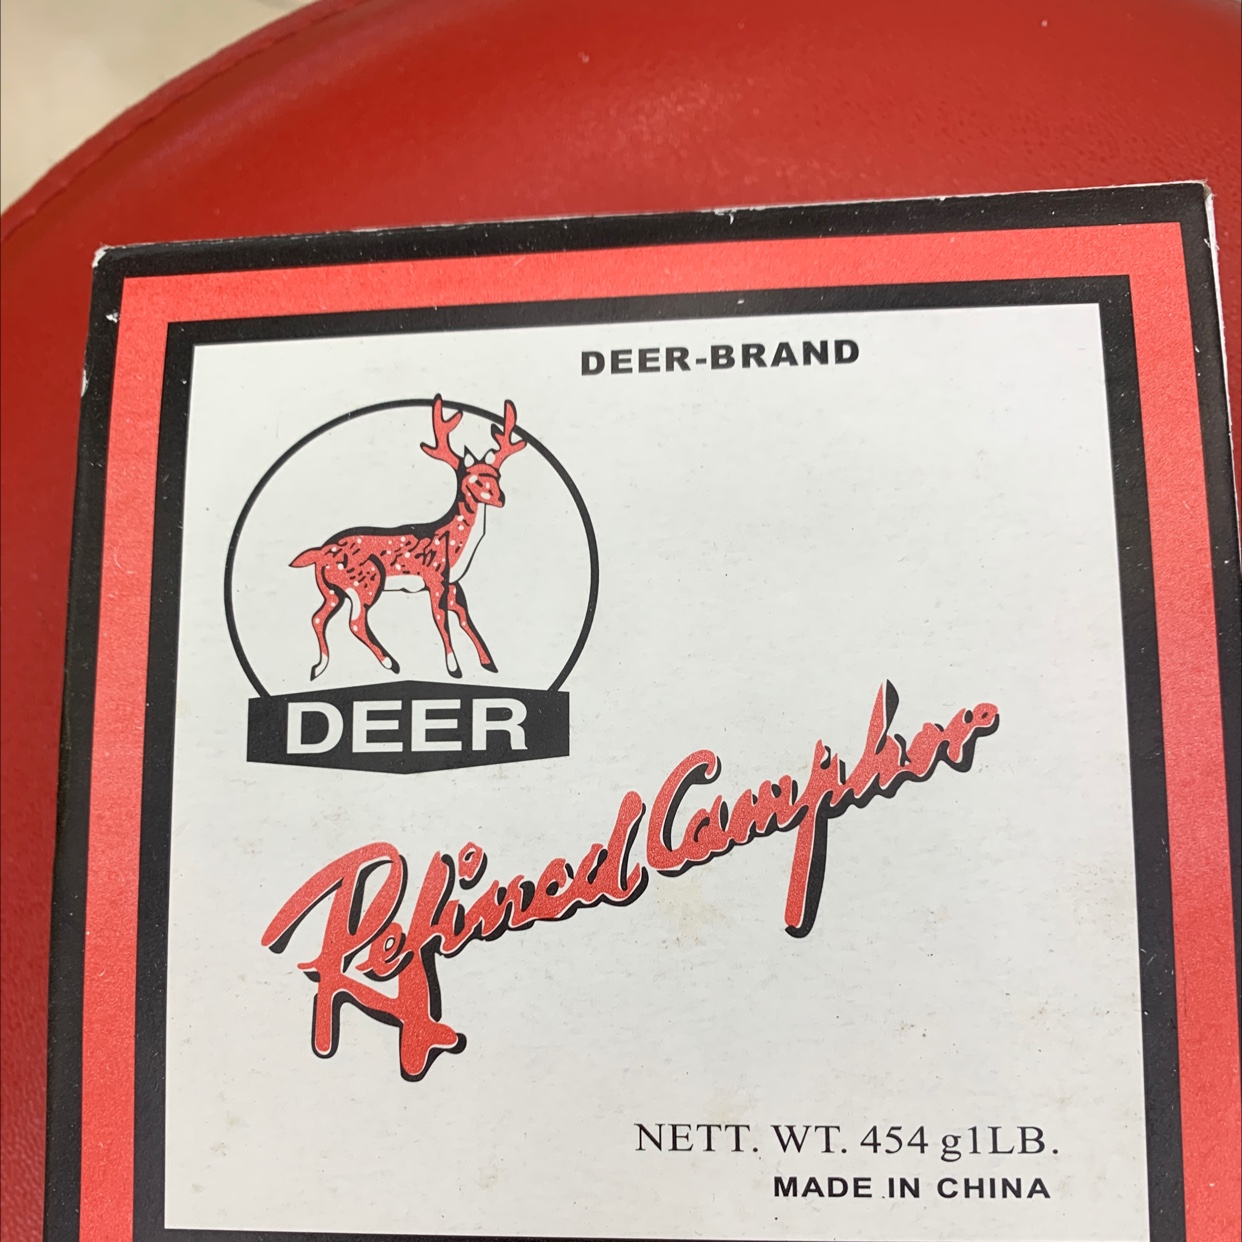 DEER-BRAND
DEER
Refined Camphor
NETT. WT. 454 g1LB.
MADE IN CHINA